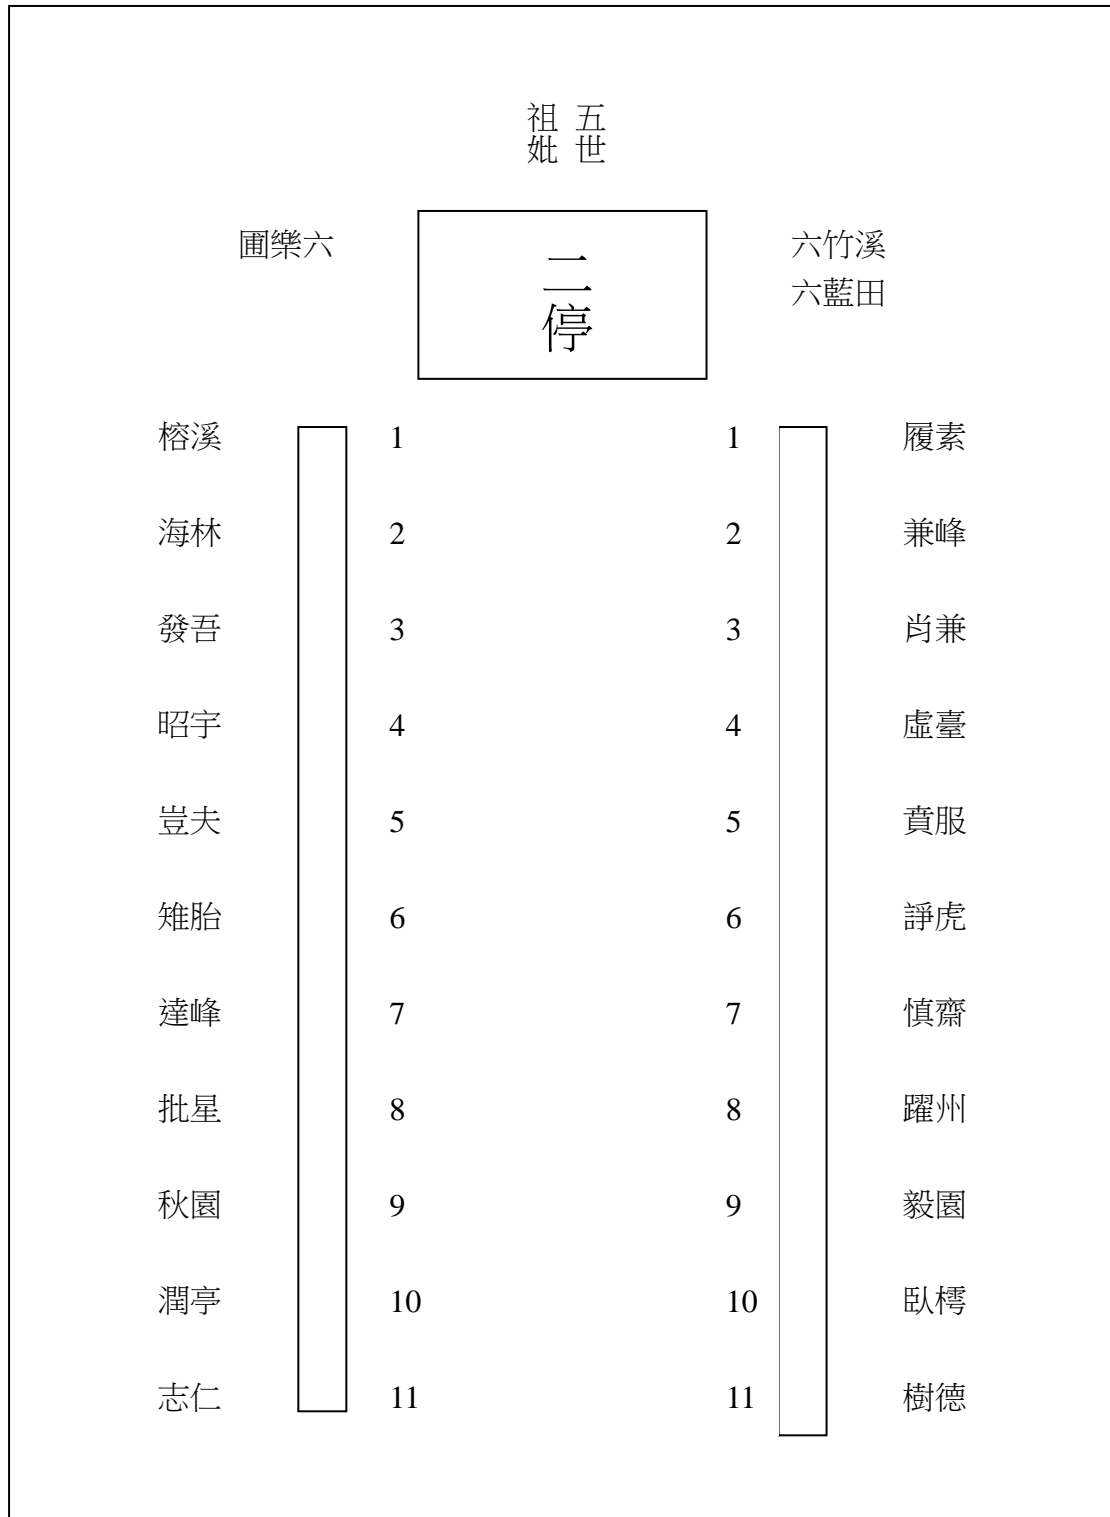 五世
祖妣
圃樂六
二停
六竹溪
六藍田
榕溪 1 1 履素
海林 2 2 兼峰
發吾 3 3 肯兼
昭宇 4 4 虛臺
豈夫 5 5 賁服
雉胎 6 6 諍虎
達峰 7 7 慎齋
批星 8 8 躍州
秋園 9 9 毅園
潤亭 10 10 臥樗
志仁 11 11 樹德